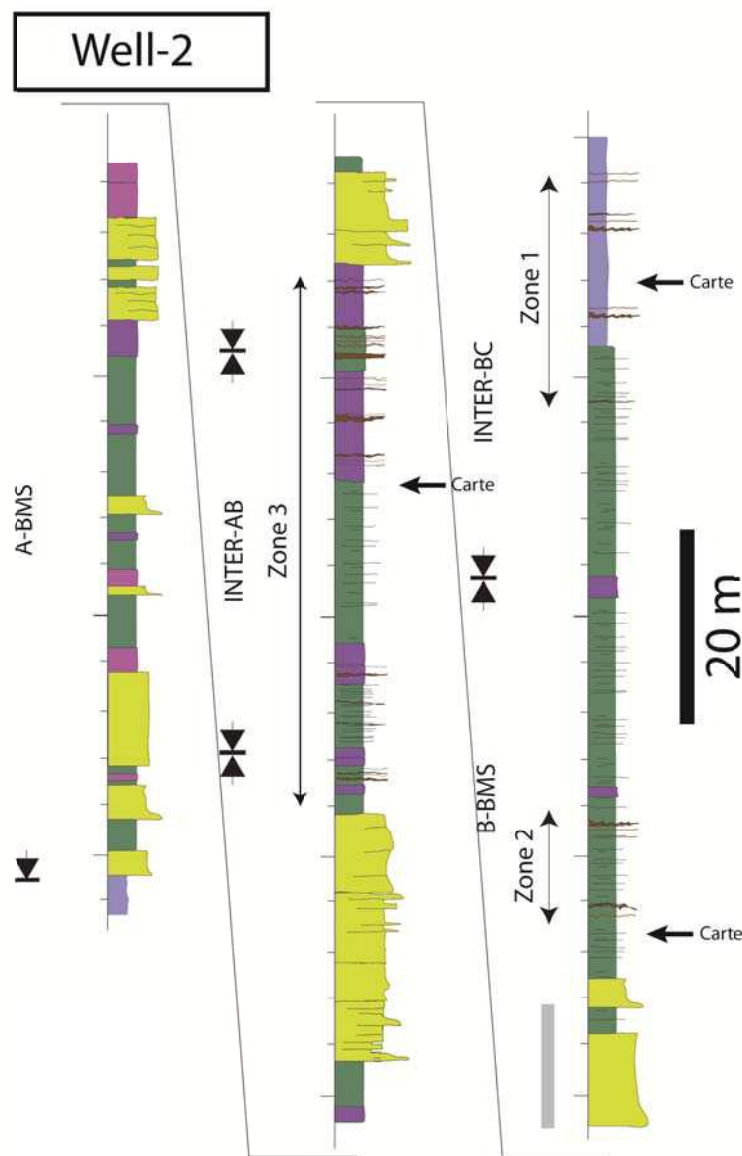 Well-2
A-BMS
INTER-AB
Zone 3
Carte
INTER-BC
B-BMS
Zone 1
Carte
Zone 2
Carte
20 m